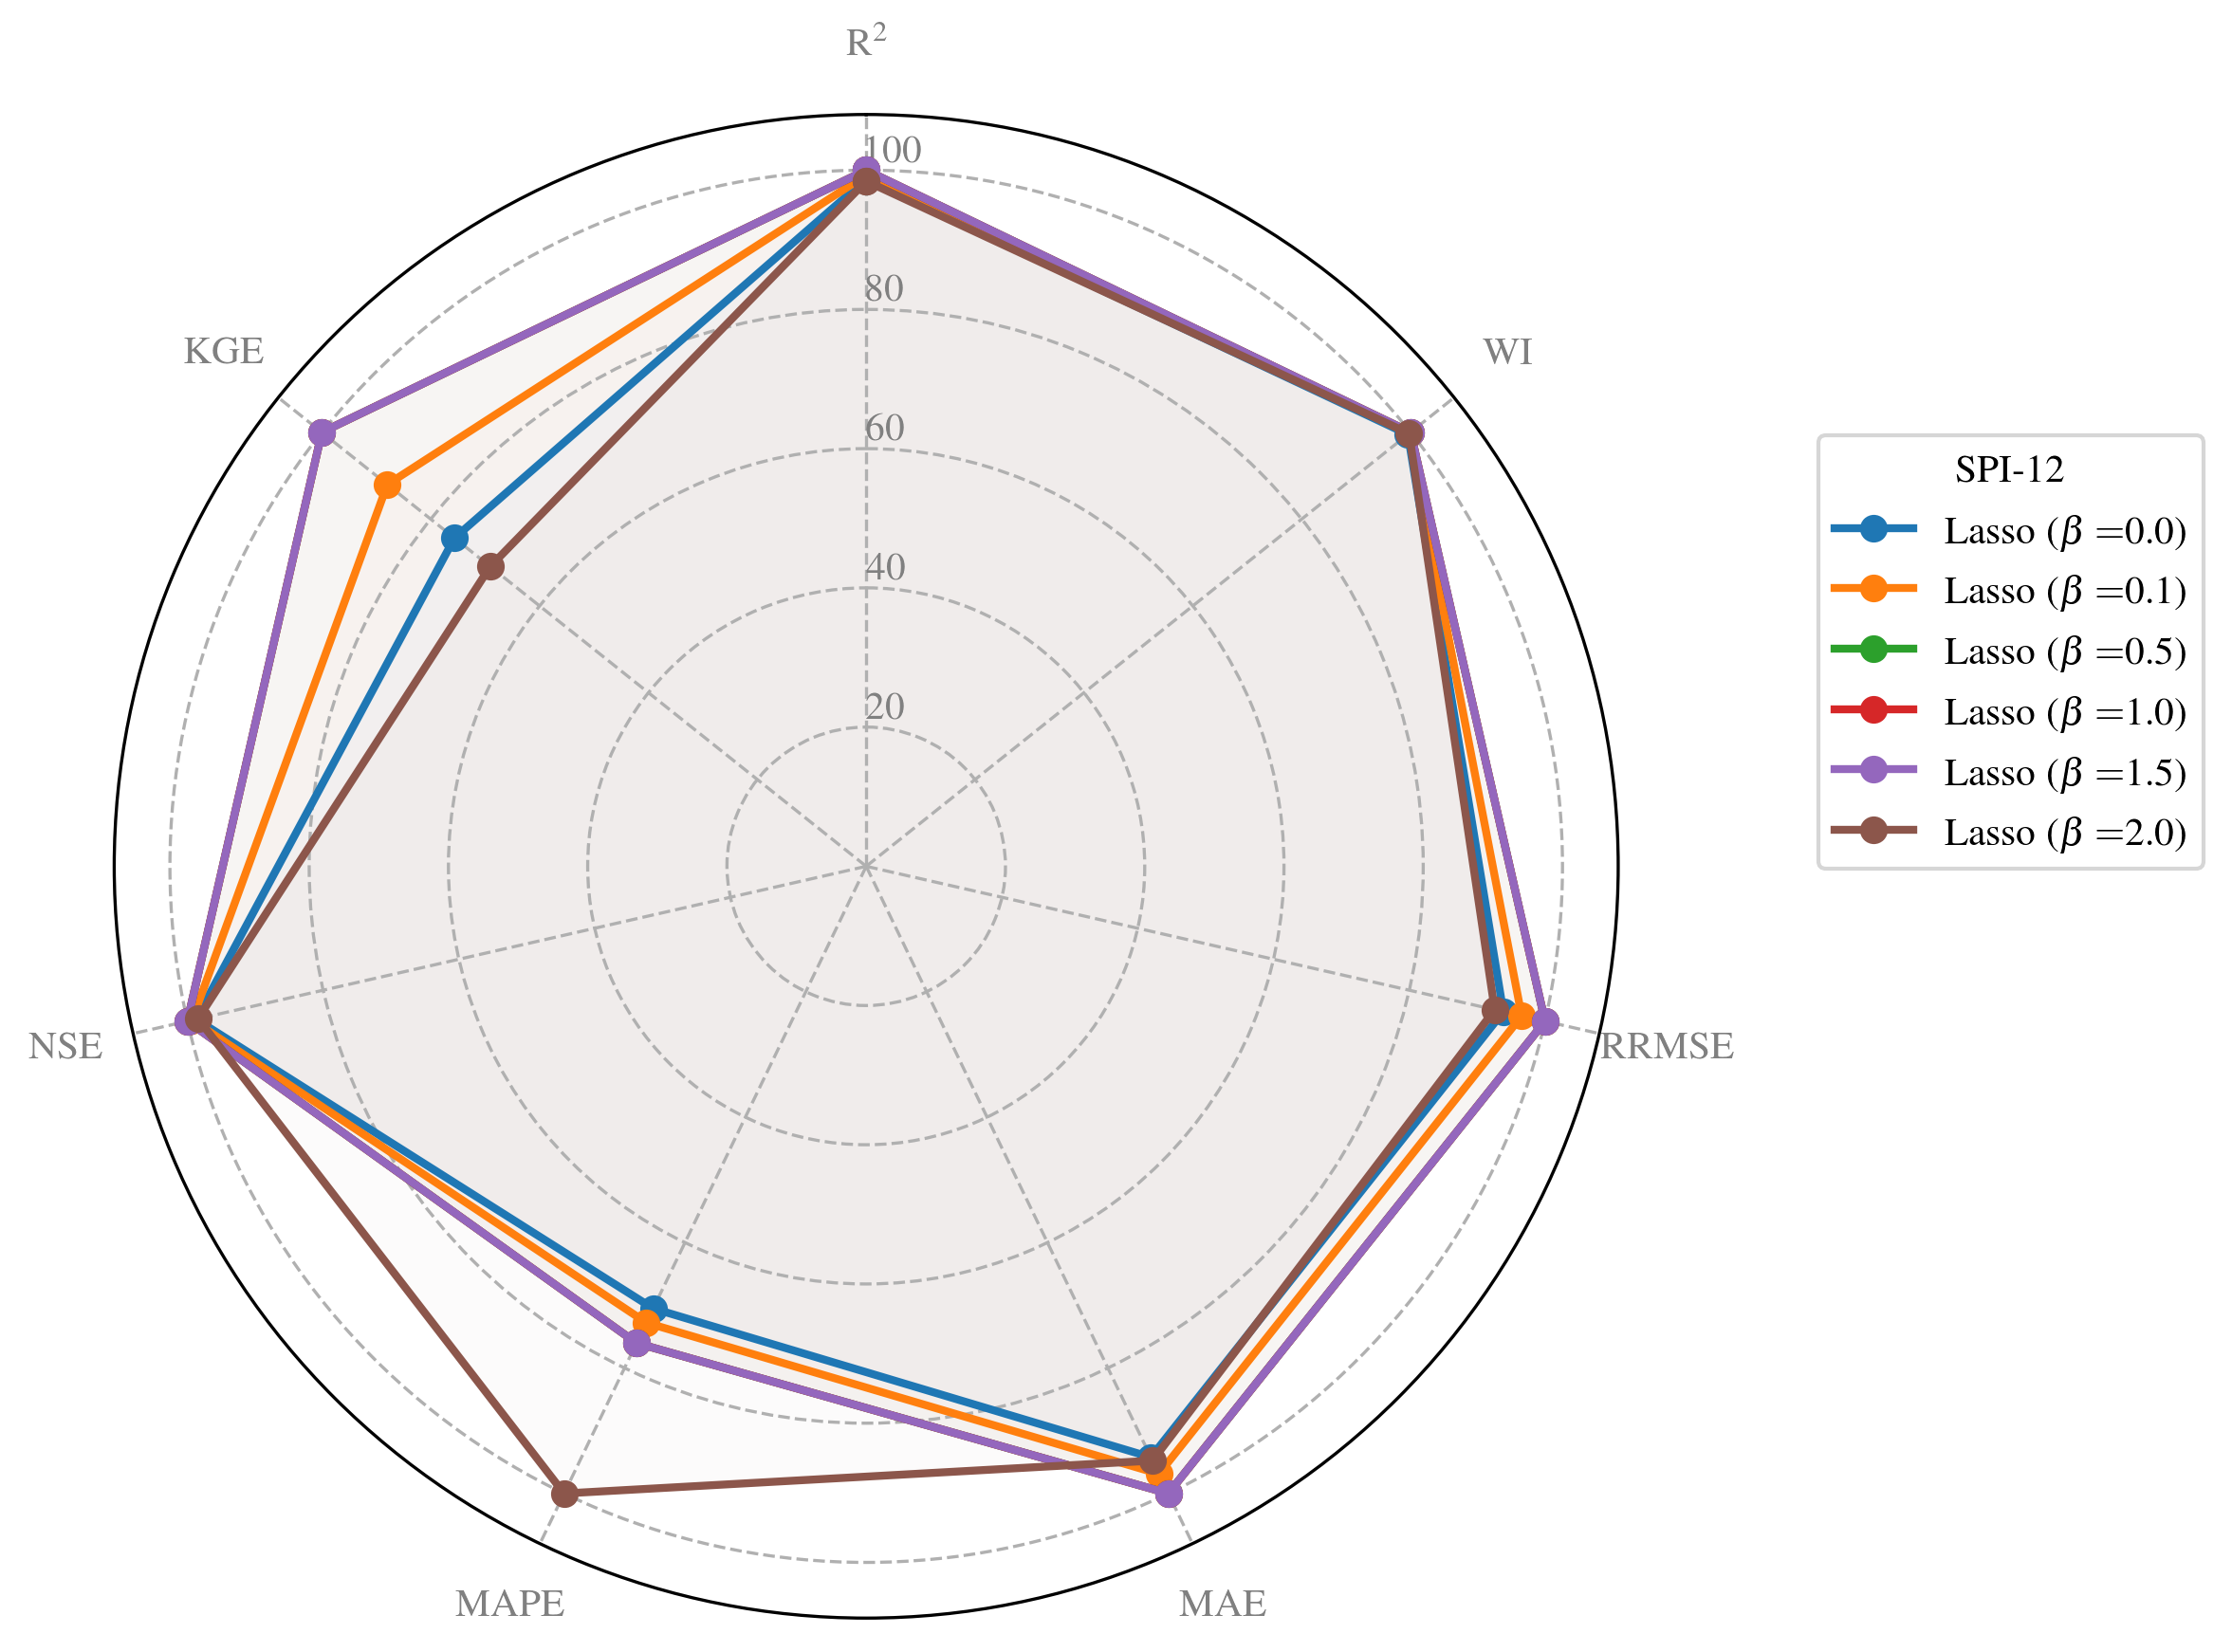 R²
100
80
60
40
20
KGE
WI
NSE
RRMSE
MAPE
MAE
SPI-12
Lasso (β =0.0)
Lasso (β =0.1)
Lasso (β =0.5)
Lasso (β =1.0)
Lasso (β =1.5)
Lasso (β =2.0)